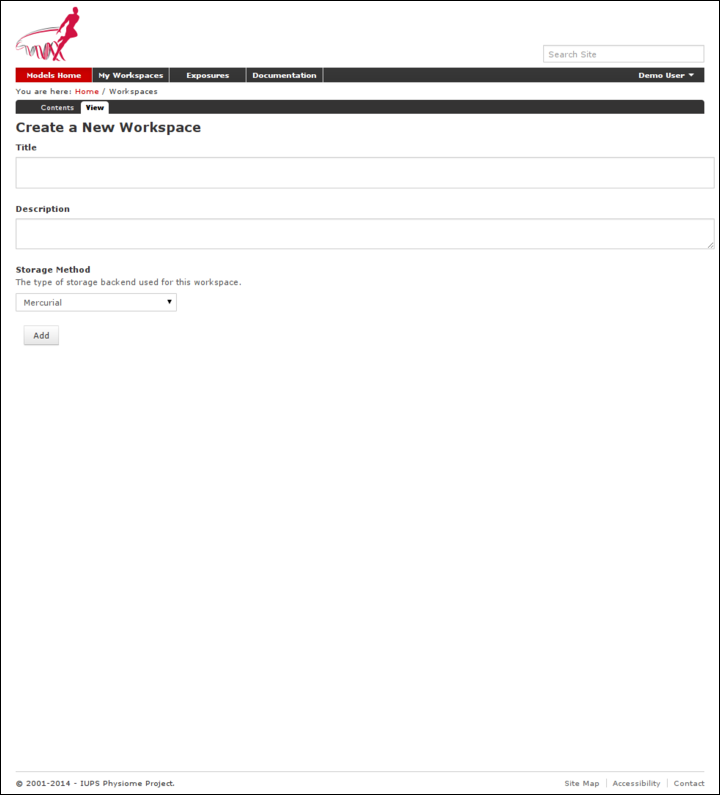 Search Site
Models Home My Workspaces Exposures Documentation Demo User
You are here: Home / Workspaces
Contents View
Create a New Workspace
Title
Description
Storage Method
The type of storage backend used for this workspace.
Mercurial
Add
© 2001-2014 - IUPS Physiome Project.
Site Map Accessibility Contact